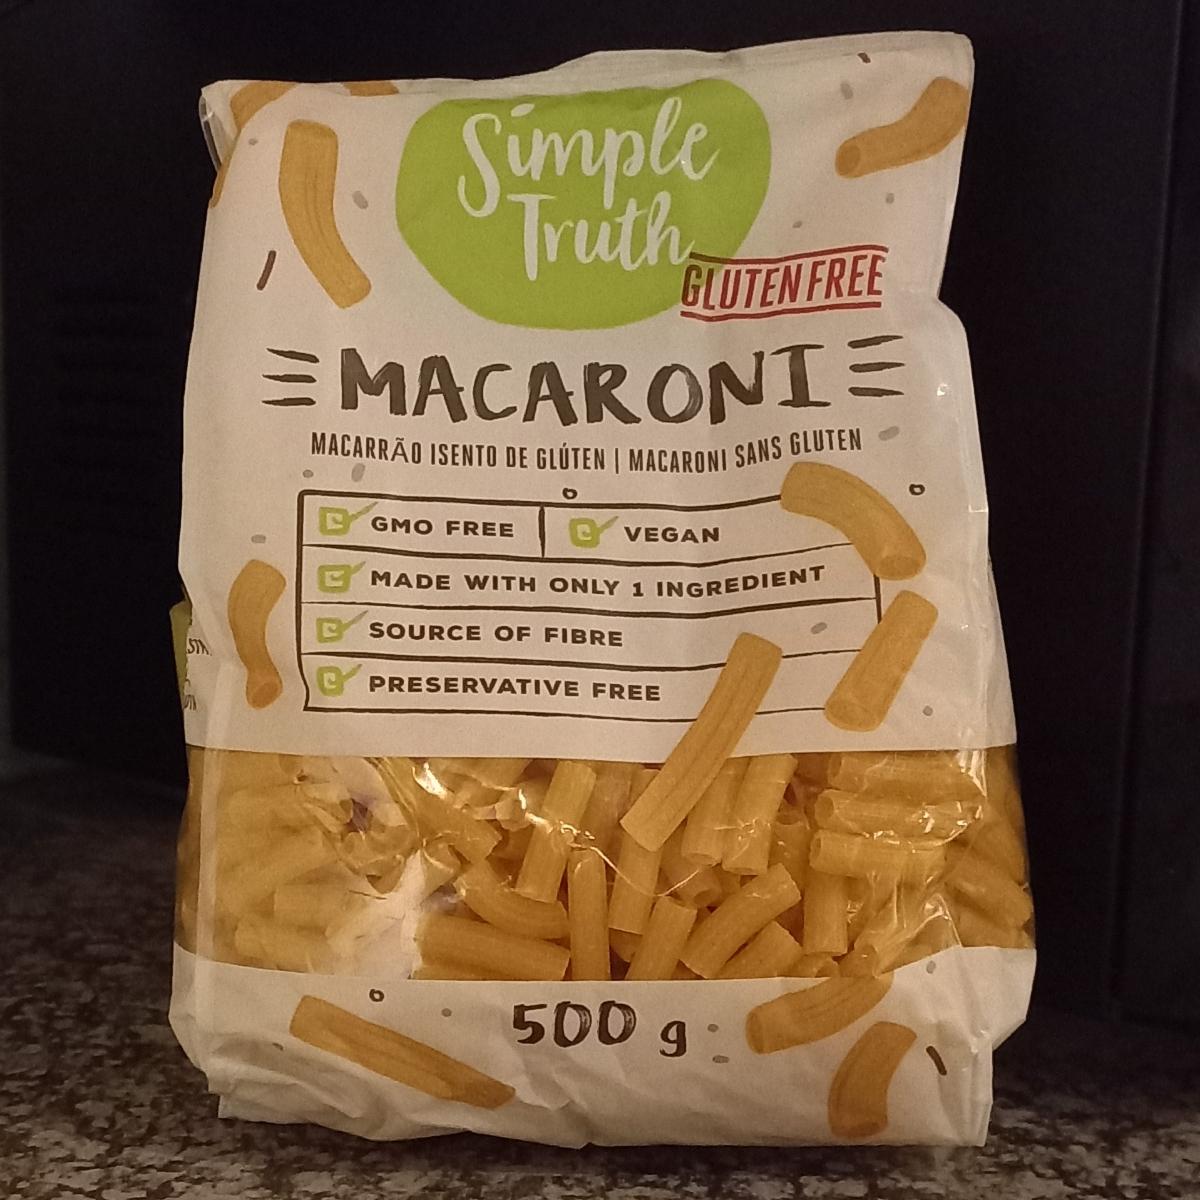 Simple
Truth
GLUTEN FREE
MACARONI
MACARRÃO ISENTO DE GLÚTEN | MACARONI SANS GLUTEN
GMO FREE
VEGAN
MADE WITH ONLY 1 INGREDIENT
SOURCE OF FIBRE
PRESERVATIVE FREE
500 g